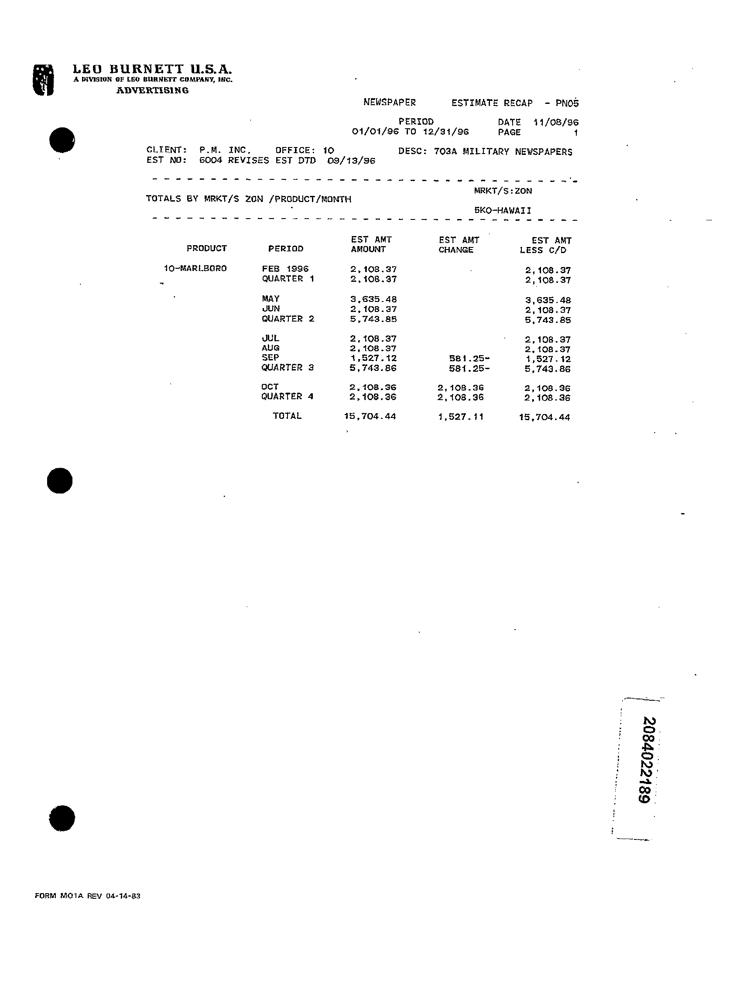 LEO BURNETT U.S.A.
A DIVISION OF LEO BURNETT COMPANY, INC.
ADVERTISING
NEWSPAPER ESTIMATE RECAP - PN05
PERIOD DATE 11/08/96
01/01/96 TO 12/31/96 PAGE 1
CLIENT: P.M. INC. OFFICE: 10 DESC: 703A MILITARY NEWSPAPERS
EST NO: 6004 REVISES EST DTD 09/13/96
MRKT/S:ZON
TOTALS BY MRKT/S ZON /PRODUCT/MONTH
5KO-HAWAII
EST AMT EST AMT EST AMT
PRODUCT PERIOD AMOUNT CHANGE LESS C/D
10-MARLBORO FEB 1996 2,108.37 2,108.37
QUARTER 1 2,108.37 2,108.37
MAY 3,635.48 3,635.48
JUN 2,108.37 2,108.37
QUARTER 2 5,743.85 5,743.85
JUL 2,108.37 2,108.37
AUG 2,108.37 2,108.37
SEP 1,527.12 581.25- 1,527.12
QUARTER 3 5,743.86 581.25- 5,743.86
OCT 2,108.36 2,108.36 2,108.36
QUARTER 4 2,108.36 2,108.36 2,108.36
TOTAL 15,704.44 1,527.11 15,704.44
2084022189
FORM MO1A REV 04-14-83